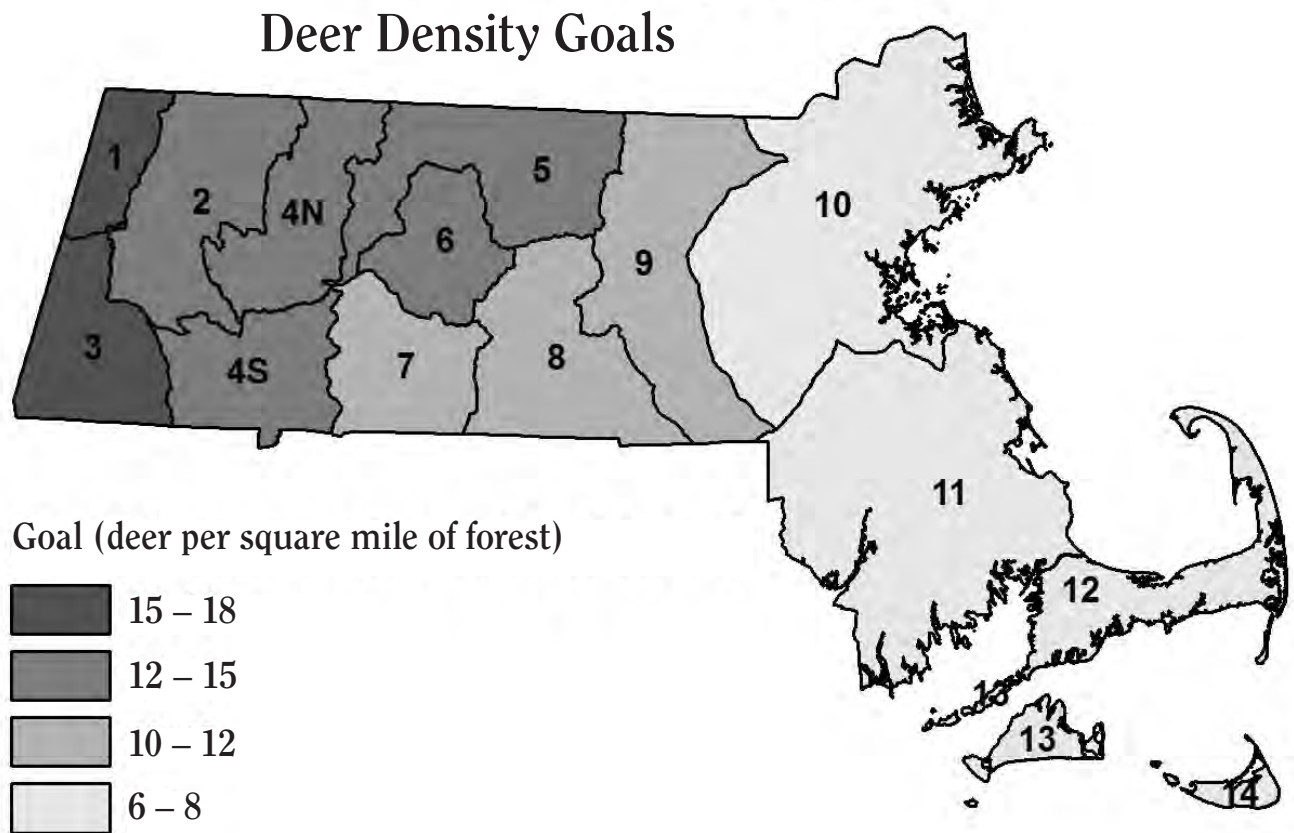 Deer Density Goals
1
2
4N
5
6
9
10
3
4S
7
8
11
12
13
14
Goal (deer per square mile of forest)
15 – 18
12 – 15
10 – 12
6 – 8